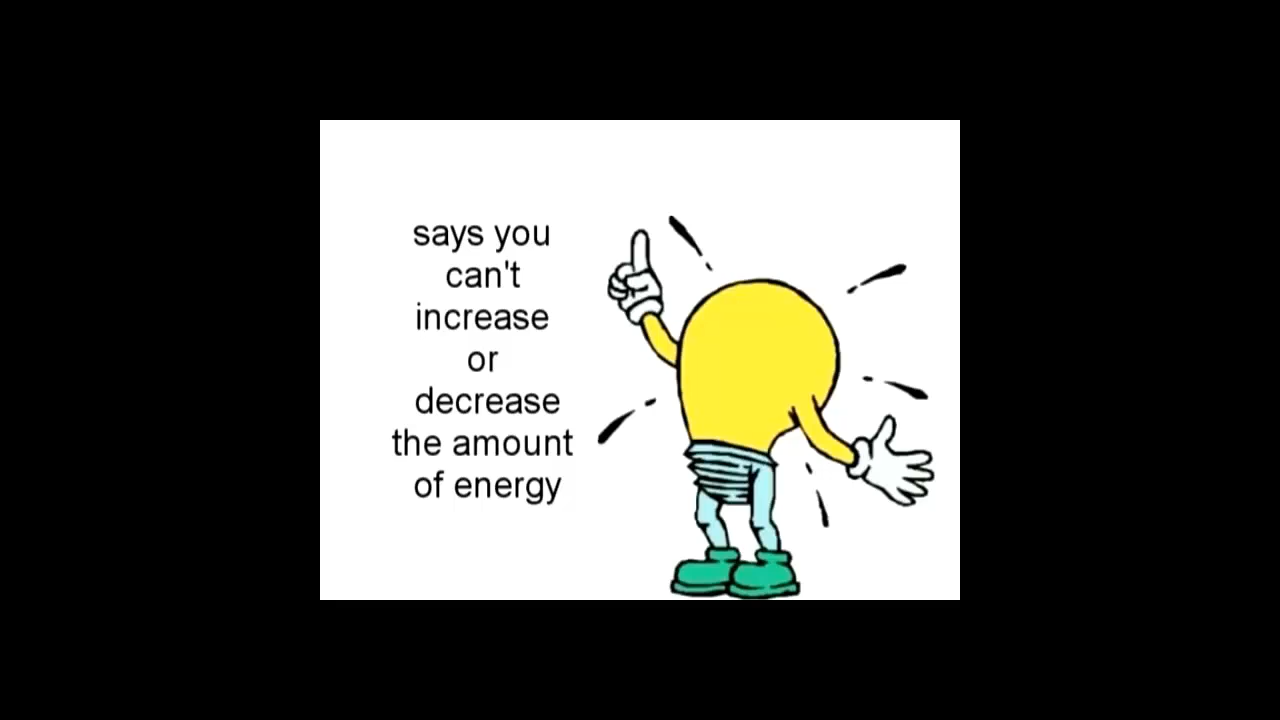 says you
can't
increase
or
decrease
the amount
of energy